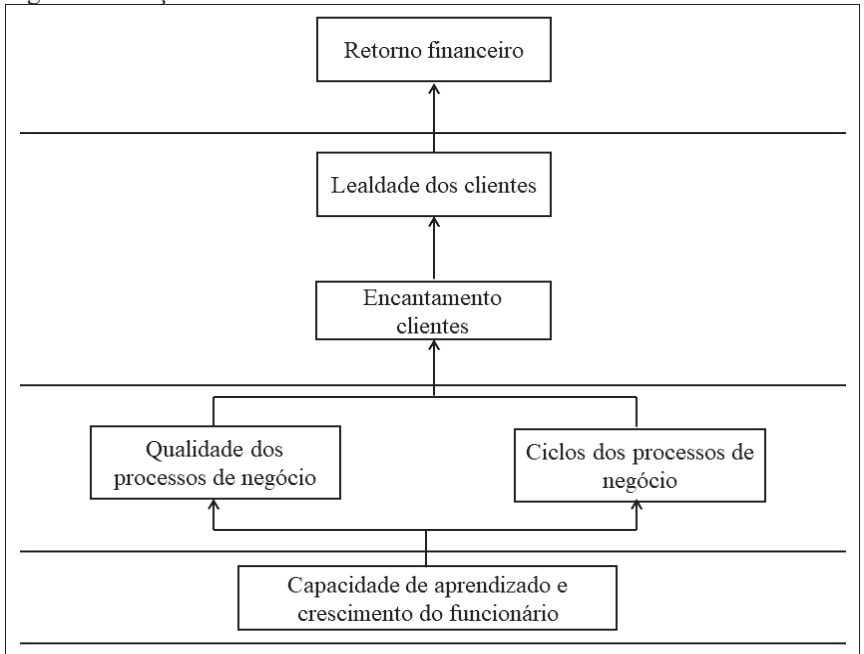 Retorno financeiro
Lealdade dos clientes
Encantamento
clientes
Qualidade dos
processos de negócio
Ciclos dos processos de
negócio
Capacidade de aprendizado e
crescimento do funcionário